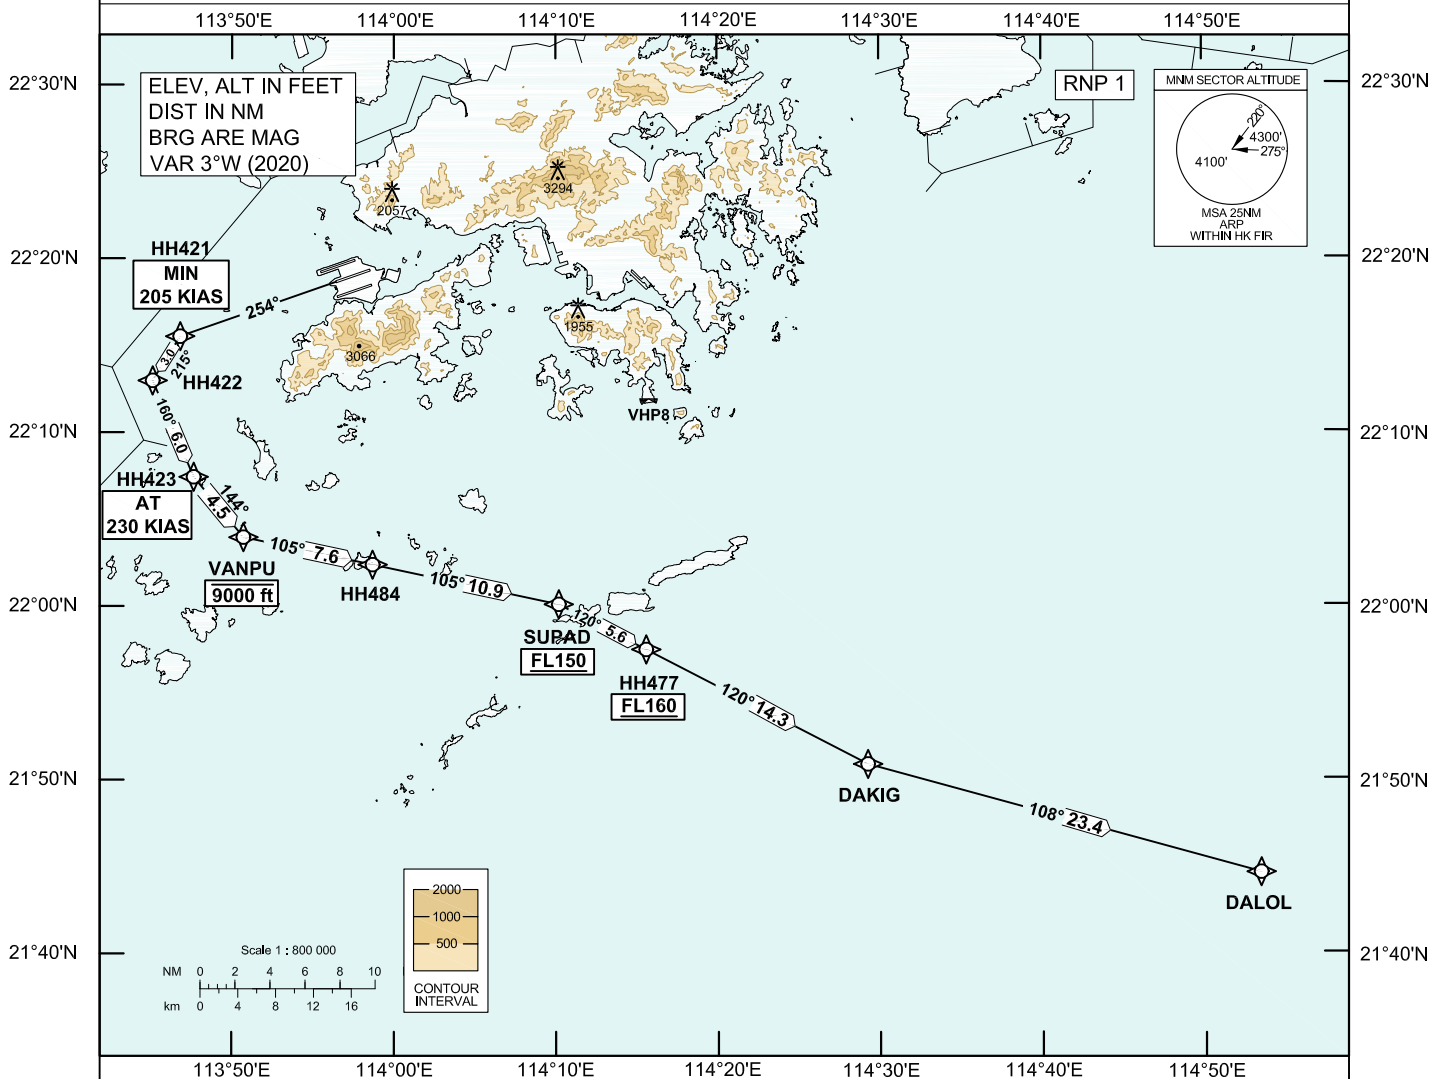 113°50'E 114°00'E 114°10'E 114°20'E 114°30'E 114°40'E 114°50'E
22°30'N
22°30'N
ELEV, ALT IN FEET
DIST IN NM
BRG ARE MAG
VAR 3°W (2020)
RNP 1
MNM SECTOR ALTITUDE
220°
4300'
275°
4100'
MSA 25NM
ARP
WITHIN HK FIR
3294
2057
22°20'N
22°20'N
HH421
MIN
205 KIAS
254°
1955
3066
3.0
215°
HH422
VHP8
160° 6.0
22°10'N
22°10'N
HH423
AT
230 KIAS
144°
4.5
VANPU
9000 ft
105° 7.6
HH484
105° 10.9
22°00'N
22°00'N
SUPAD
FL150
120° 5.6
HH477
FL160
120° 14.3
21°50'N
21°50'N
DAKIG
108° 23.4
DALOL
2000
1000
500
CONTOUR
INTERVAL
21°40'N
21°40'N
Scale 1 : 800 000
NM 0 2 4 6 8 10
km 0 4 8 12 16
113°50'E 114°00'E 114°10'E 114°20'E 114°30'E 114°40'E 114°50'E